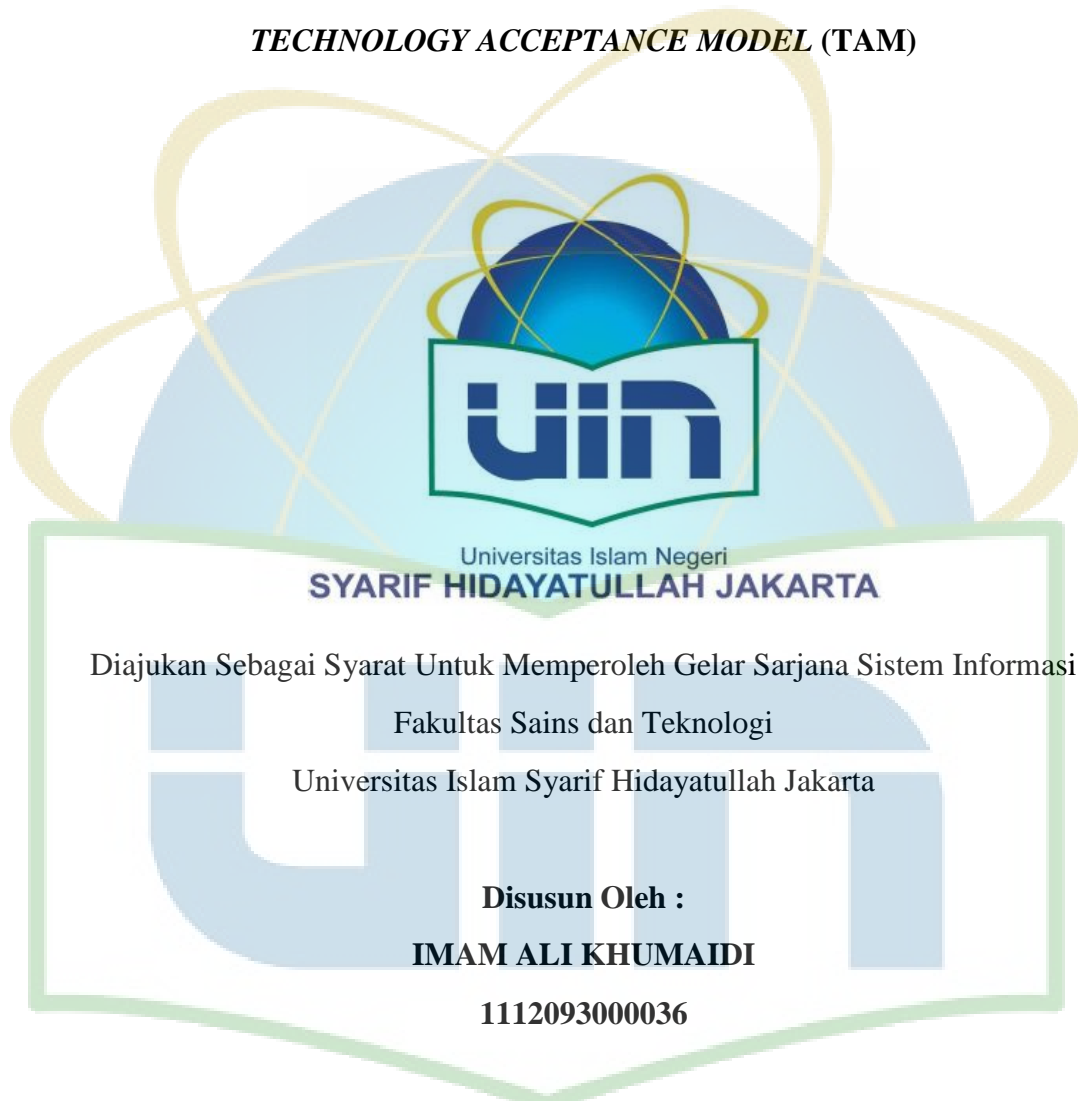 TECHNOLOGY ACCEPTANCE MODEL (TAM)
uin
Universitas Islam Negeri
SYARIF HIDAYATULLAH JAKARTA
Diajukan Sebagai Syarat Untuk Memperoleh Gelar Sarjana Sistem Informasi
Fakultas Sains dan Teknologi
Universitas Islam Syarif Hidayatullah Jakarta
Disusun Oleh :
IMAM ALI KHUMAIDI
1112093000036
uin